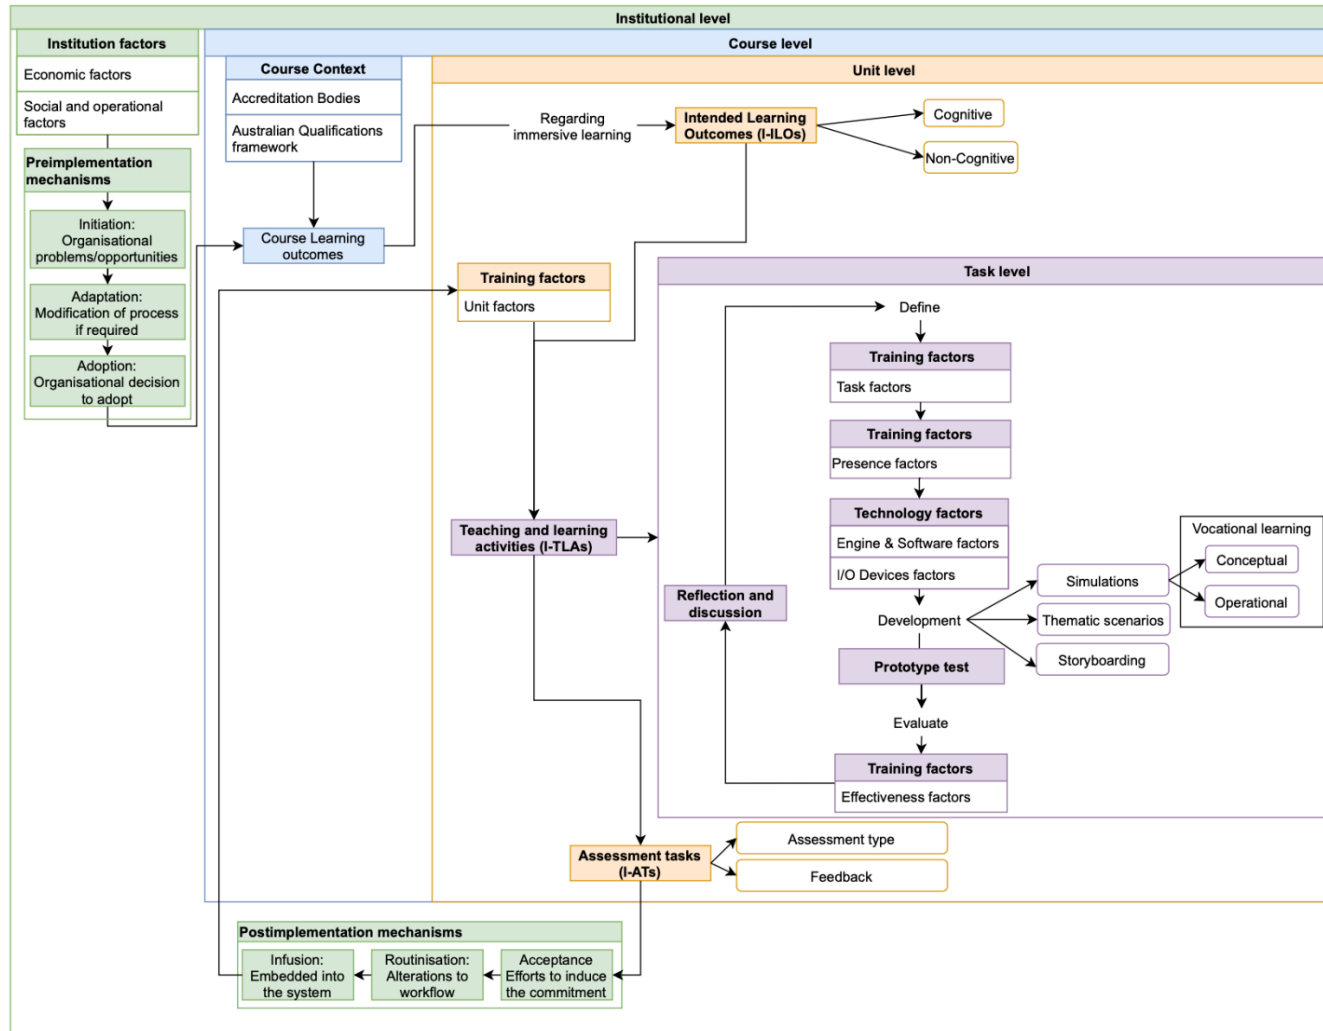 Institutional level
Institution factors
Economic factors
Social and operational
factors
Preimplementation
mechanisms
Initiation:
Organisational
problems/opportunities
Adaptation:
Modification of process
if required
Adoption:
Organisational decision
to adopt
Course level
Course Context
Accreditation Bodies
Australian Qualifications
framework
Course Learning
outcomes
Unit level
Regarding
immersive learning
Intended Learning
Outcomes (I-ILOs)
Cognitive
Non-Cognitive
Training factors
Unit factors
Teaching and learning
activities (I-TLAs)
Task level
Define
Training factors
Task factors
Training factors
Presence factors
Technology factors
Engine & Software factors
I/O Devices factors
Reflection and
discussion
Development
Simulations
Thematic scenarios
Storyboarding
Vocational learning
Conceptual
Operational
Prototype test
Evaluate
Training factors
Effectiveness factors
Assessment tasks
(I-ATs)
Assessment type
Feedback
Postimplementation mechanisms
Infusion:
Embedded into
the system
Routinisation:
Alterations to
workflow
Acceptance
Efforts to induce
the commitment